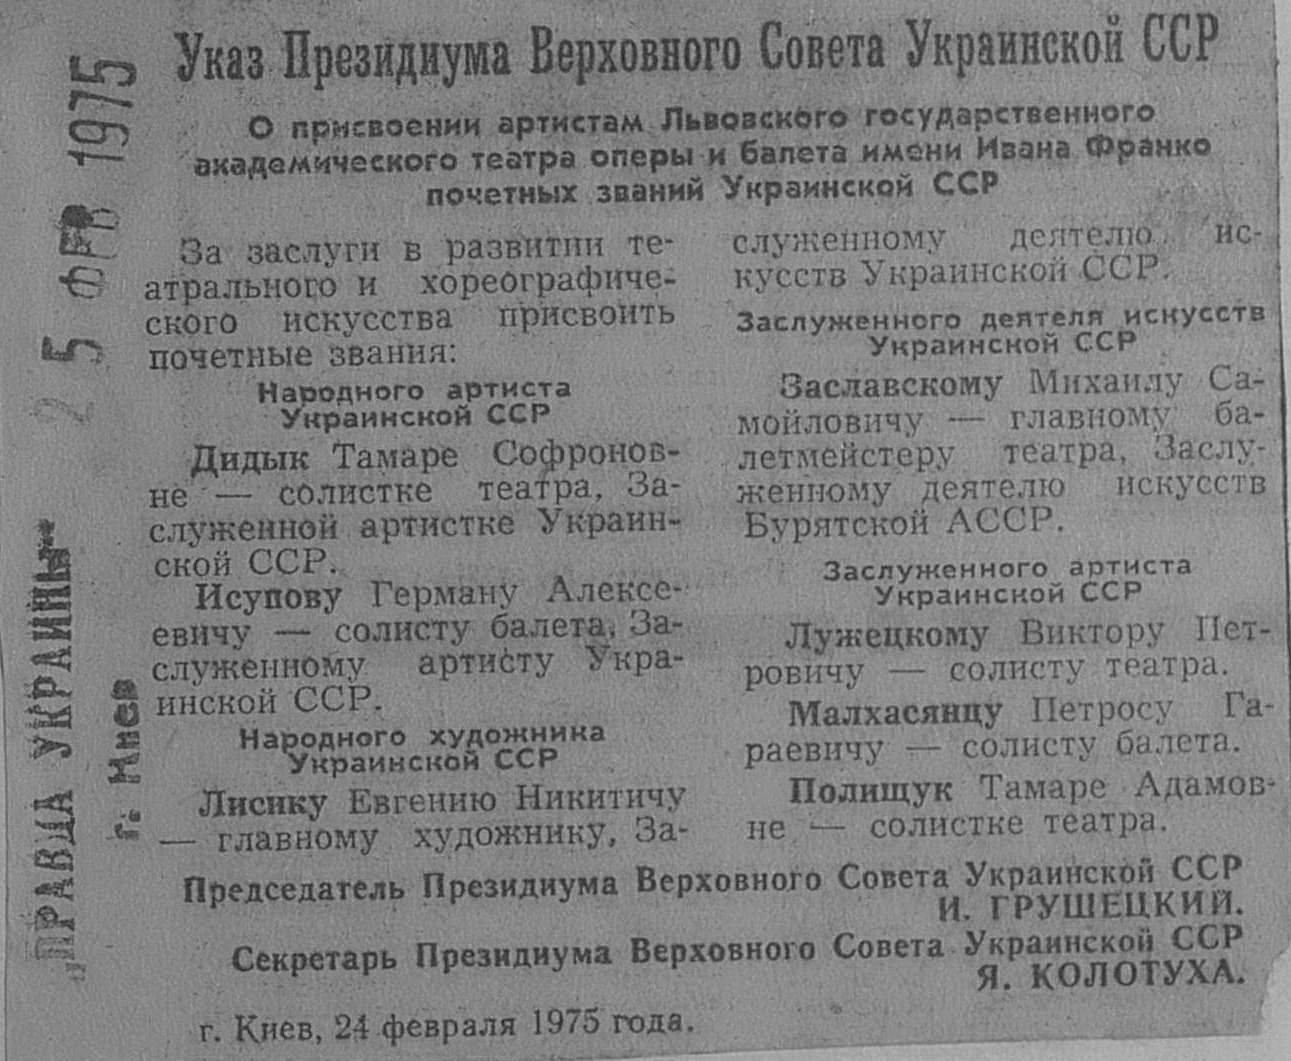 Указ Президиума Верховного Совета Украинской ССР
О присвоении артистам Львовского государственного
академического театра оперы и балета имени Ивана Франко
почетных званий Украинской ССР
За заслуги в развитии те-
атрального и хореографиче-
ского искусства присвоить
почетные звания:
Народного артиста
Украинской ССР
Дидык Тамаре Софронов-
не — солистке театра, За-
служенной артистке Украин-
ской ССР.
Исупову Герману Алексе-
евичу — солисту балета, За-
служенному артисту Укра-
инской ССР.
Народного художника
Украинской ССР
Лисику Евгению Никитичу
— главному художнику, За-
служенному деятелю ис-
кусств Украинской ССР.
Заслуженного деятеля искусств
Украинской ССР
Заславскому Михаилу Са-
мойловичу — главному ба-
летмейстеру театра, Заслу-
женному деятелю искусств
Бурятской АССР.
Заслуженного артиста
Украинской ССР
Лужецкому Виктору Пет-
ровичу — солисту театра.
Малхасянцу Петросу Га-
раевичу — солисту балета.
Полищук Тамаре Адамов-
не — солистке театра.
Председатель Президиума Верховного Совета Украинской ССР
И. ГРУШЕЦКИЙ.
Секретарь Президиума Верховного Совета Украинской ССР
Я. КОЛОТУХА.
г. Киев, 24 февраля 1975 года.
„ПРАВДА УКРАИНЫ"
г. Киев
25 ФЕВ 1975